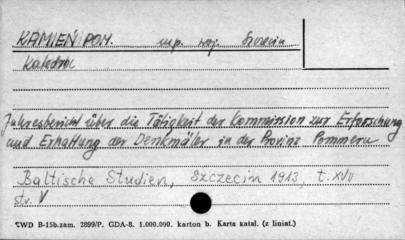 KAMIEŃ POM. woj. Szczecin
Katedra
Jahresbericht über die Tätigkeit der Kommission zur Erforschung
und Erhaltung der Denkmäler in der Provinz Pommern
Baltische Studien, Szczecin 1913, t. XVII
str. V
WD B-15b.zam. 2899/P. GDA-8. 1.000.000. karton b. Karta katal. (z liniat.)